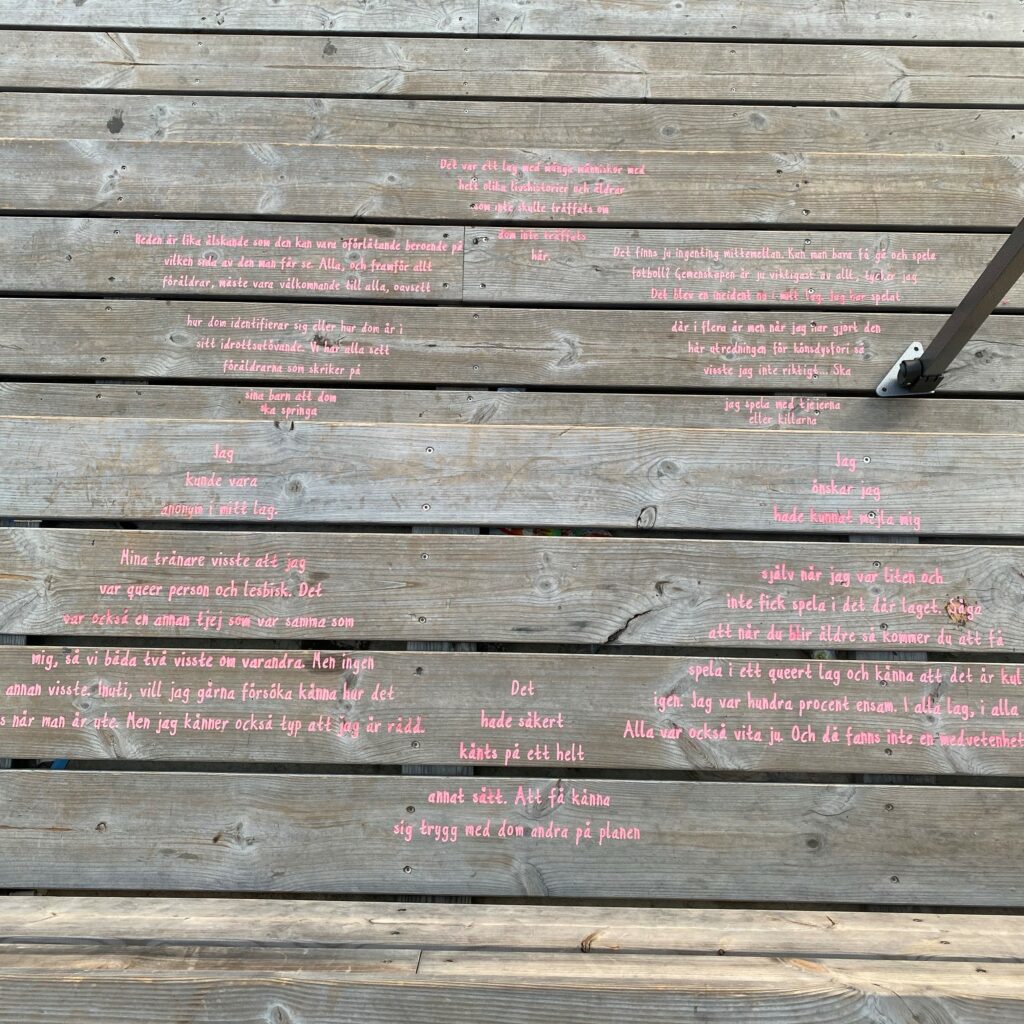 Det var ett lag med många människor med
helt olika livshistorier och åldrar
som inte skulle träffats om
dom inte träffats
här.
Heden är lika älskande som den kan vara oförlåtande beroende på
vilken sida av den man får se. Alla, och framför allt
föräldrar, måste vara välkomnande till alla, oavsett
hur dom identifierar sig eller hur dom är i
sitt idrottsutövande. Vi har alla sett
föräldrarna som skriker på
sina barn att dom
ska springa
Det finns ju ingenting mittemellan. Kan man bara få gå och spela
fotboll? Gemenskapen är ju viktigast av allt, tycker jag
Det blev en incident nu i mitt lag. Jag har spelat
där i flera år men när jag har gjort den
här utredningen för könsdysfori så
visste jag inte riktigt... Ska
jag spela med tjejerna
eller killarna
Jag
kunde vara
anonym i mitt lag.
Mina tränare visste att jag
var queer person och lesbisk. Det
var också en annan tjej som var samma som
mig, så vi båda två visste om varandra. Men ingen
annan visste. Inuti, vill jag gärna försöka känna hur det
s når man är ute. Men jag känner också typ att jag är rädd.
Jag
önskar jag
hade kunnat mejla mig
själv när jag var liten och
inte fick spela i det där laget. Säga
att när du blir äldre så kommer du att få
spela i ett queert lag och känna att det är kul
igen. Jag var hundra procent ensam. I alla lag, i alla
Alla var också vita ju. Och då fanns inte en medvetenhet
Det
hade säkert
känts på ett helt
annat sätt. Att få känna
sig trygg med dom andra på planen